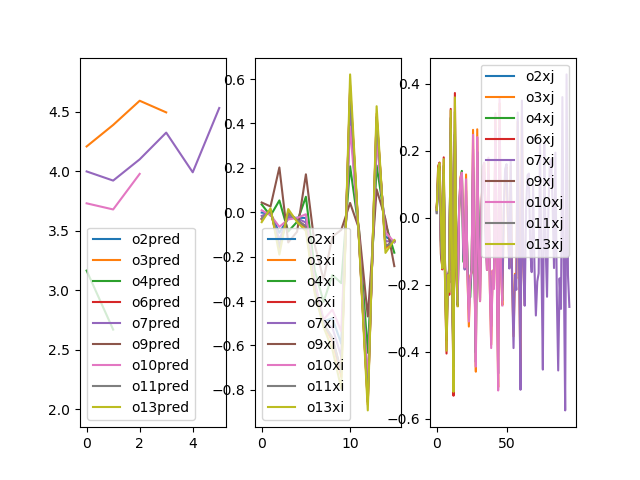 4.5
4.0
3.5
3.0
2.5
2.0
0
2
4
o2pred
o3pred
o4pred
o6pred
o7pred
o9pred
o10pred
o11pred
o13pred
0.6
0.4
0.2
0.0
−0.2
−0.4
−0.6
−0.8
0
10
o2xi
o3xi
o4xi
o6xi
o7xi
o9xi
o10xi
o11xi
o13xi
0.4
0.2
0.0
−0.2
−0.4
−0.6
0
50
o2xj
o3xj
o4xj
o6xj
o7xj
o9xj
o10xj
o11xj
o13xj